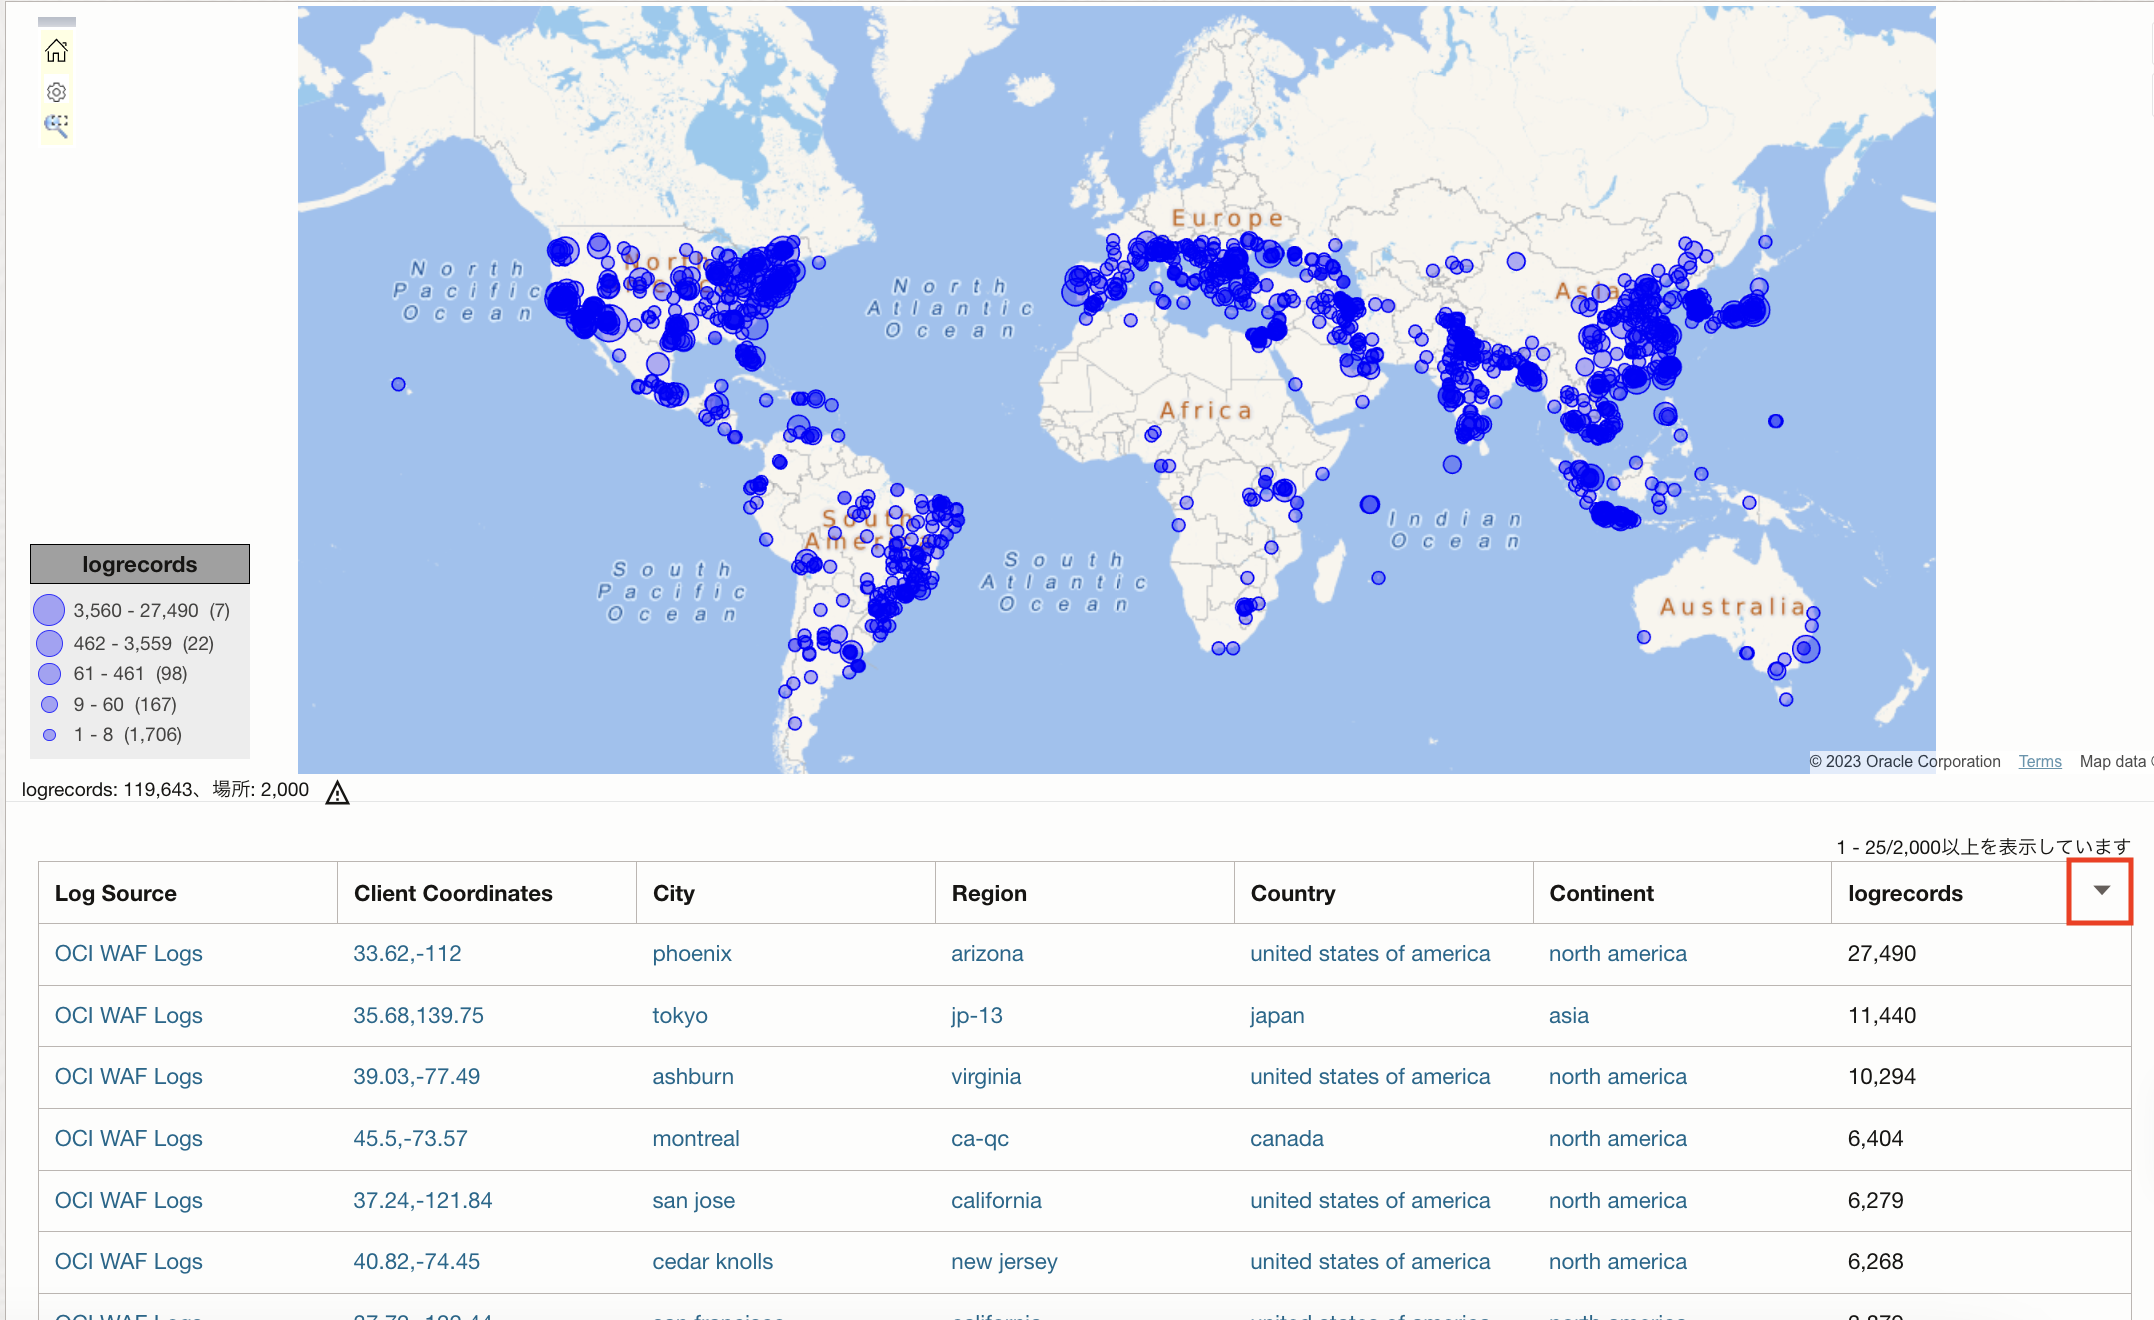 Europe
North
North
Pacific
Ocean
North
Atlantic
Ocean
Asia
Africa
South
America
Indian
Ocean
South
Pacific
Ocean
South
Atlantic
Ocean
Australia
logrecords
3,560 - 27,490 (7)
462 - 3,559 (22)
61 - 461 (98)
9 - 60 (167)
1 - 8 (1,706)
© 2023 Oracle Corporation Terms Map data
logrecords: 119,643、場所: 2,000
1 - 25/2,000以上を表示しています
Log Source Client Coordinates City Region Country Continent logrecords
OCI WAF Logs 33.62,-112 phoenix arizona united states of america north america 27,490
OCI WAF Logs 35.68,139.75 tokyo jp-13 japan asia 11,440
OCI WAF Logs 39.03,-77.49 ashburn virginia united states of america north america 10,294
OCI WAF Logs 45.5,-73.57 montreal ca-qc canada north america 6,404
OCI WAF Logs 37.24,-121.84 san jose california united states of america north america 6,279
OCI WAF Logs 40.82,-74.45 cedar knolls new jersey united states of america north america 6,268